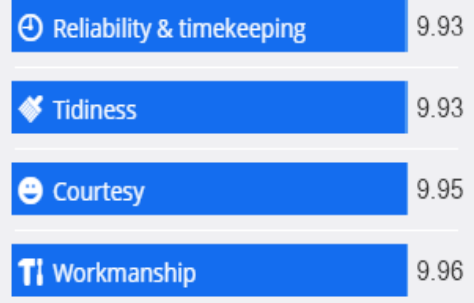 Reliability & timekeeping 9.93
Tidiness 9.93
Courtesy 9.95
Workmanship 9.96